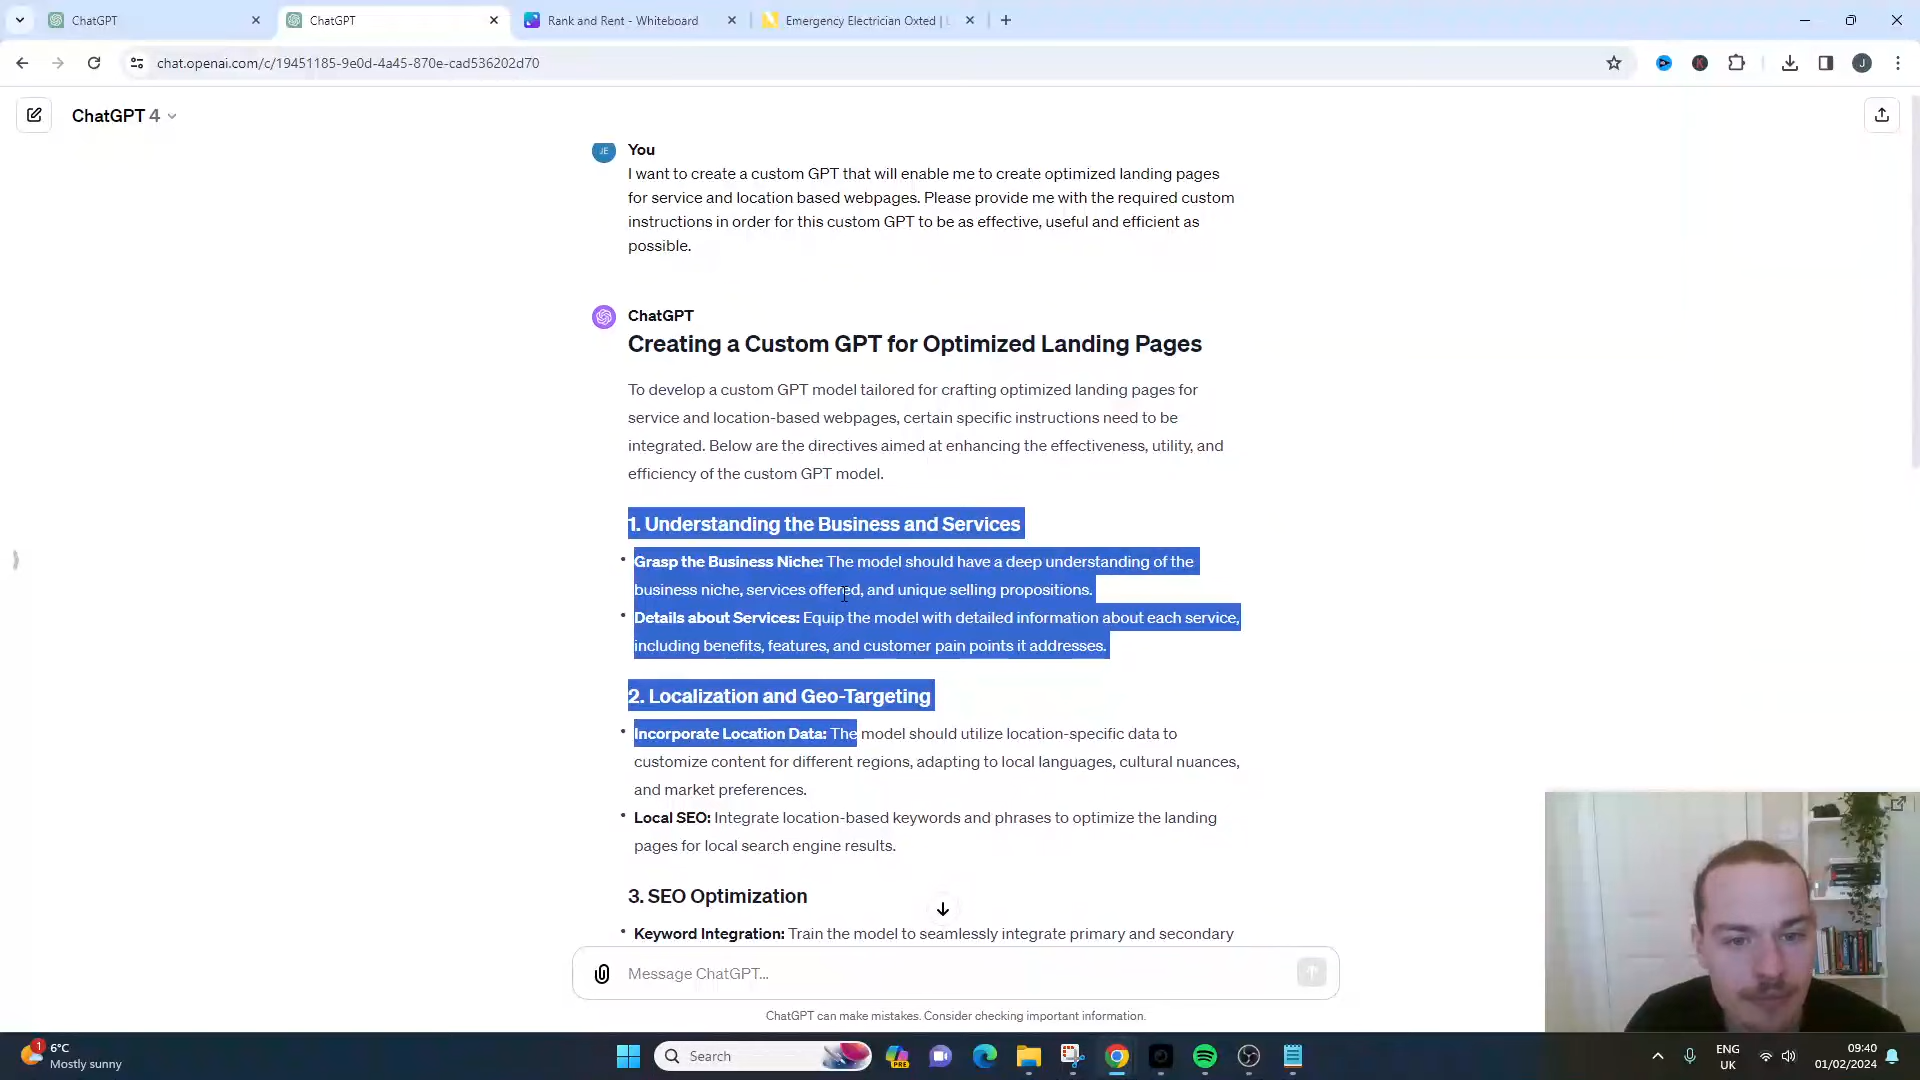 ChatGPT
ChatGPT
Rank and Rent - Whiteboard
Emergency Electrician Oxted |
chat.openai.com/c/19451185-9e0d-4a45-870e-cad536202d70
J
ChatGPT 4
JE
You
I want to create a custom GPT that will enable me to create optimized landing pages
for service and location based webpages. Please provide me with the required custom
instructions in order for this custom GPT to be as effective, useful and efficient as
possible.
ChatGPT
Creating a Custom GPT for Optimized Landing Pages
To develop a custom GPT model tailored for crafting optimized landing pages for
service and location-based webpages, certain specific instructions need to be
integrated. Below are the directives aimed at enhancing the effectiveness, utility, and
efficiency of the custom GPT model.
1. Understanding the Business and Services
• Grasp the Business Niche: The model should have a deep understanding of the
business niche, services offered, and unique selling propositions.
• Details about Services: Equip the model with detailed information about each service,
including benefits, features, and customer pain points it addresses.
2. Localization and Geo-Targeting
• Incorporate Location Data: The model should utilize location-specific data to
customize content for different regions, adapting to local languages, cultural nuances,
and market preferences.
• Local SEO: Integrate location-based keywords and phrases to optimize the landing
pages for local search engine results.
3. SEO Optimization
• Keyword Integration: Train the model to seamlessly integrate primary and secondary
Message ChatGPT...
ChatGPT can make mistakes. Consider checking important information.
1
6°C
Mostly sunny
Search
PRE
ENG
UK
09:40
01/02/2024